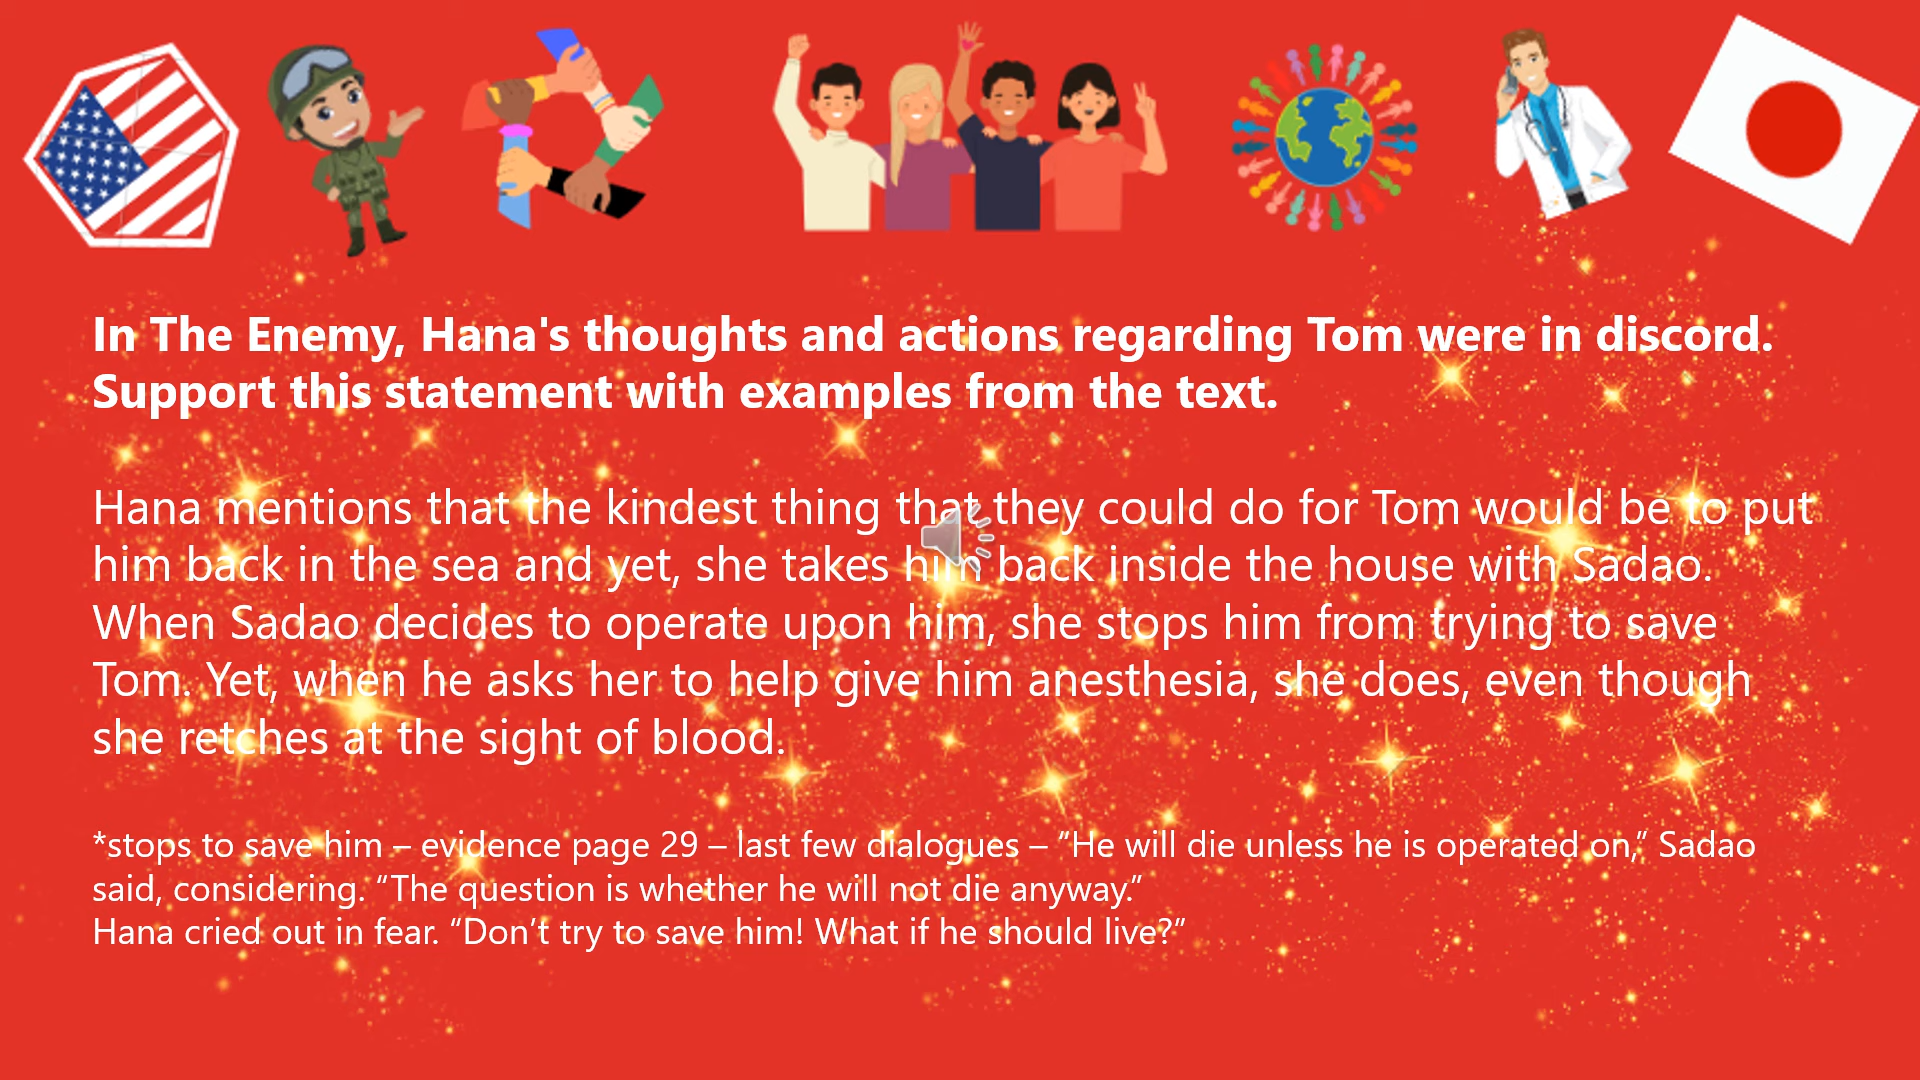 In The Enemy, Hana's thoughts and actions regarding Tom were in discord.
Support this statement with examples from the text.
Hana mentions that the kindest thing that they could do for Tom would be to put
him back in the sea and yet, she takes him back inside the house with Sadao.
When Sadao decides to operate upon him, she stops him from trying to save
Tom. Yet, when he asks her to help give him anesthesia, she does, even though
she retches at the sight of blood.
*stops to save him – evidence page 29 – last few dialogues – ”He will die unless he is operated on,” Sadao
said, considering. “The question is whether he will not die anyway.”
Hana cried out in fear. “Don’t try to save him! What if he should live?”